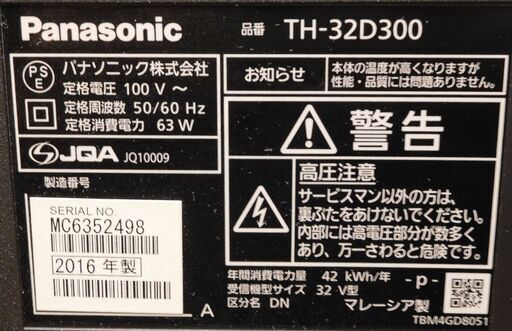 Panasonic
品番 TH-32D300
PS
E
パナソニック株式会社
定格電圧 100 V ～
定格周波数 50/60 Hz
定格消費電力 63 W
JQA JQ10009
製造番号
SERIAL NO.
MC6352498
2016 年製
A
お知らせ
本体の温度が高くなりますが
性能・品質には問題ありません。
警告
高圧注意
サービスマン以外の方は、
裏ぶたをあけないでください。
内部には高電圧部分が数多く
あり、万一さわると危険です。
年間消費電力量 42 kWh/年
受信機型サイズ 32 V型
区分名 DN
-p-
マレーシア製
TBM4GD8051